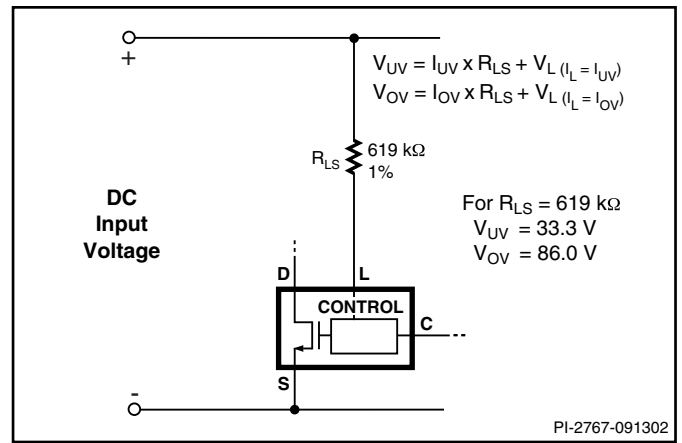 +
V_UV = I_UV x R_LS + V_L (I_L = I_UV)
V_OV = I_OV x R_LS + V_L (I_L = I_OV)
R_LS
619 kΩ
1%
DC
Input
Voltage
For R_LS = 619 kΩ
V_UV = 33.3 V
V_OV = 86.0 V
D
L
CONTROL
C
S
-
PI-2767-091302